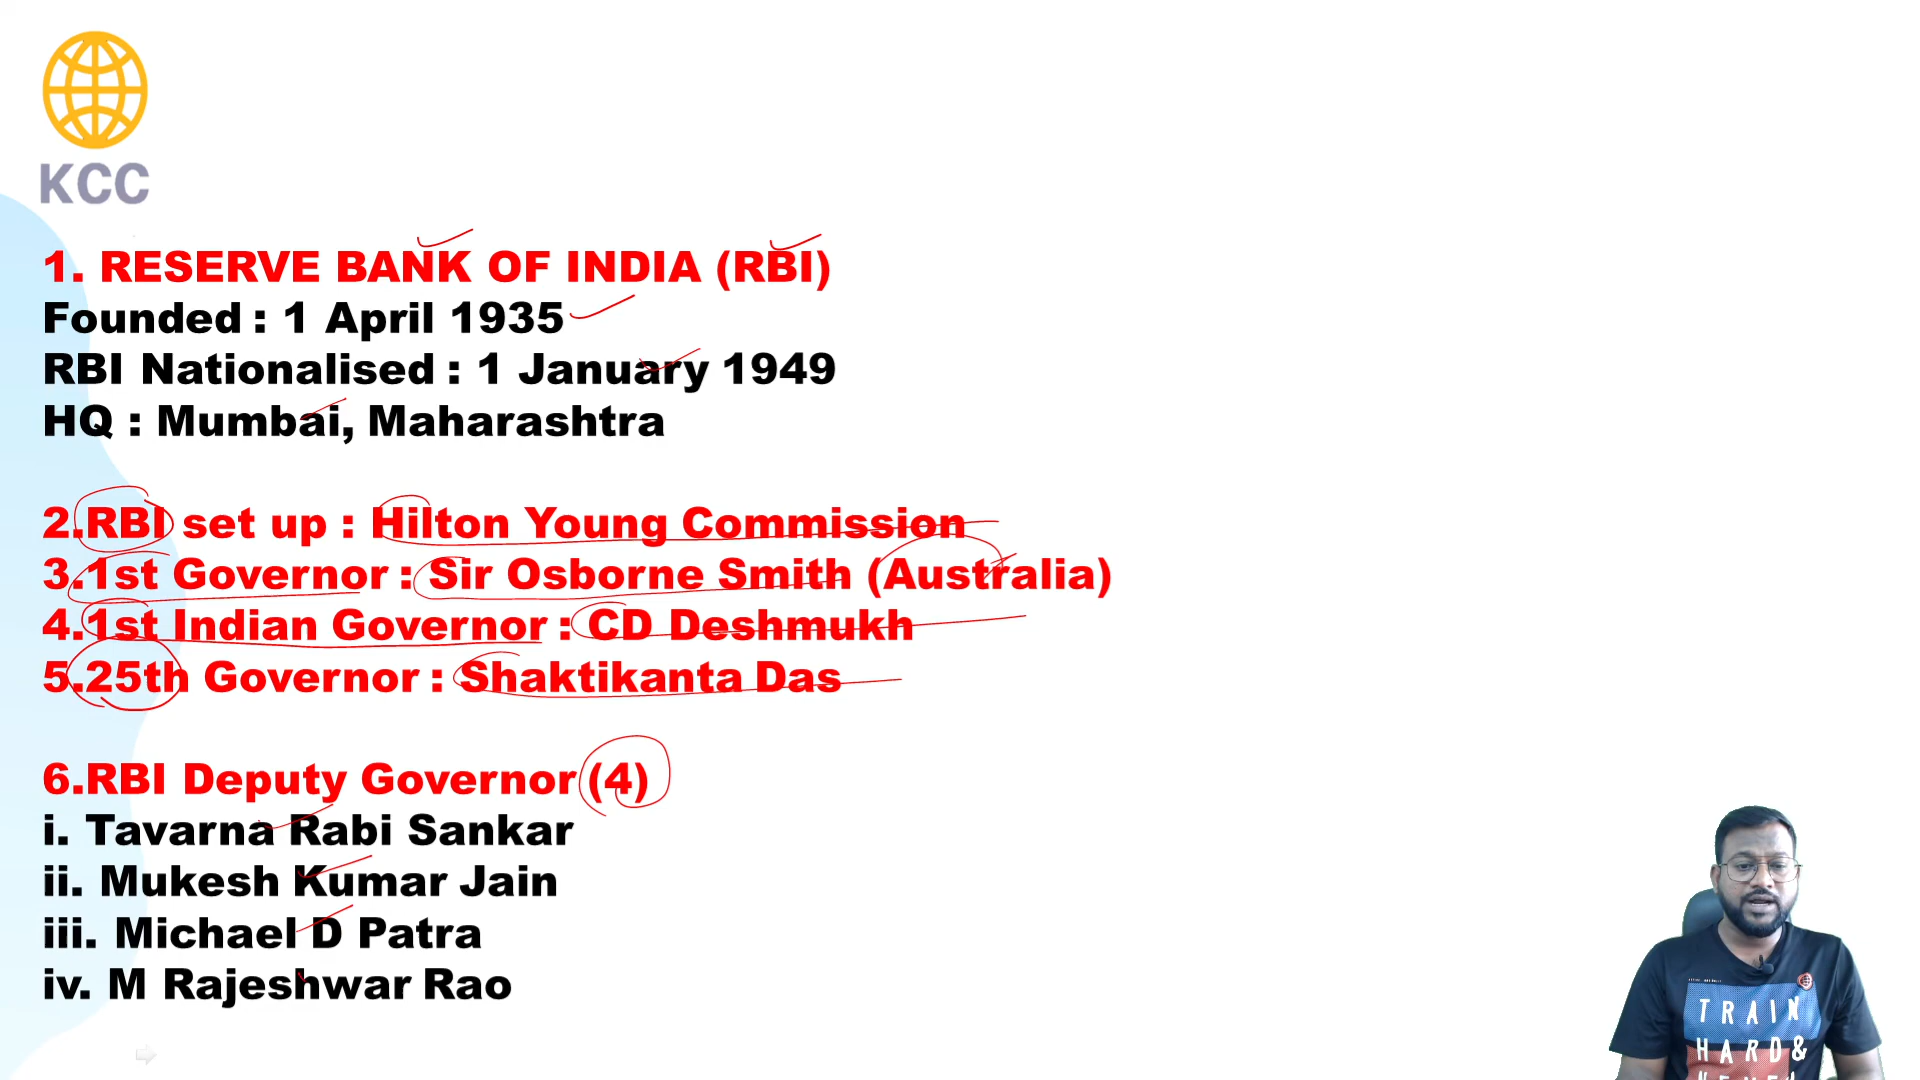 KCC
1. RESERVE BANK OF INDIA (RBI)
Founded : 1 April 1935
RBI Nationalised : 1 January 1949
HQ : Mumbai, Maharashtra
2.RBI set up : Hilton Young Commission
3.1st Governor : Sir Osborne Smith (Australia)
4.1st Indian Governor : CD Deshmukh
5.25th Governor : Shaktikanta Das
6.RBI Deputy Governor (4)
i. Tavarna Rabi Sankar
ii. Mukesh Kumar Jain
iii. Michael D Patra
iv. M Rajeshwar Rao
TRAIN
HARD&